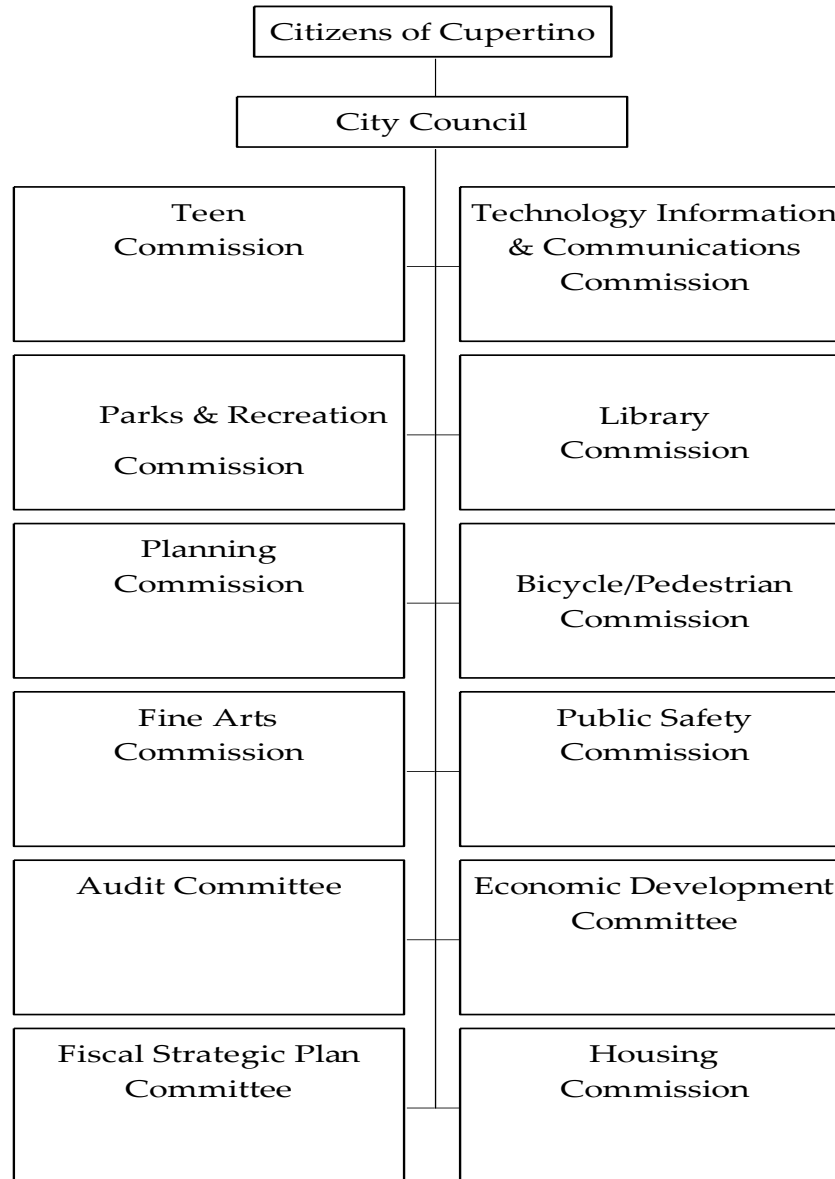 Citizens of Cupertino
City Council
Teen
Commission
Technology Information
& Communications
Commission
Parks & Recreation
Commission
Library
Commission
Planning
Commission
Bicycle/Pedestrian
Commission
Fine Arts
Commission
Public Safety
Commission
Audit Committee
Economic Development
Committee
Fiscal Strategic Plan
Committee
Housing
Commission